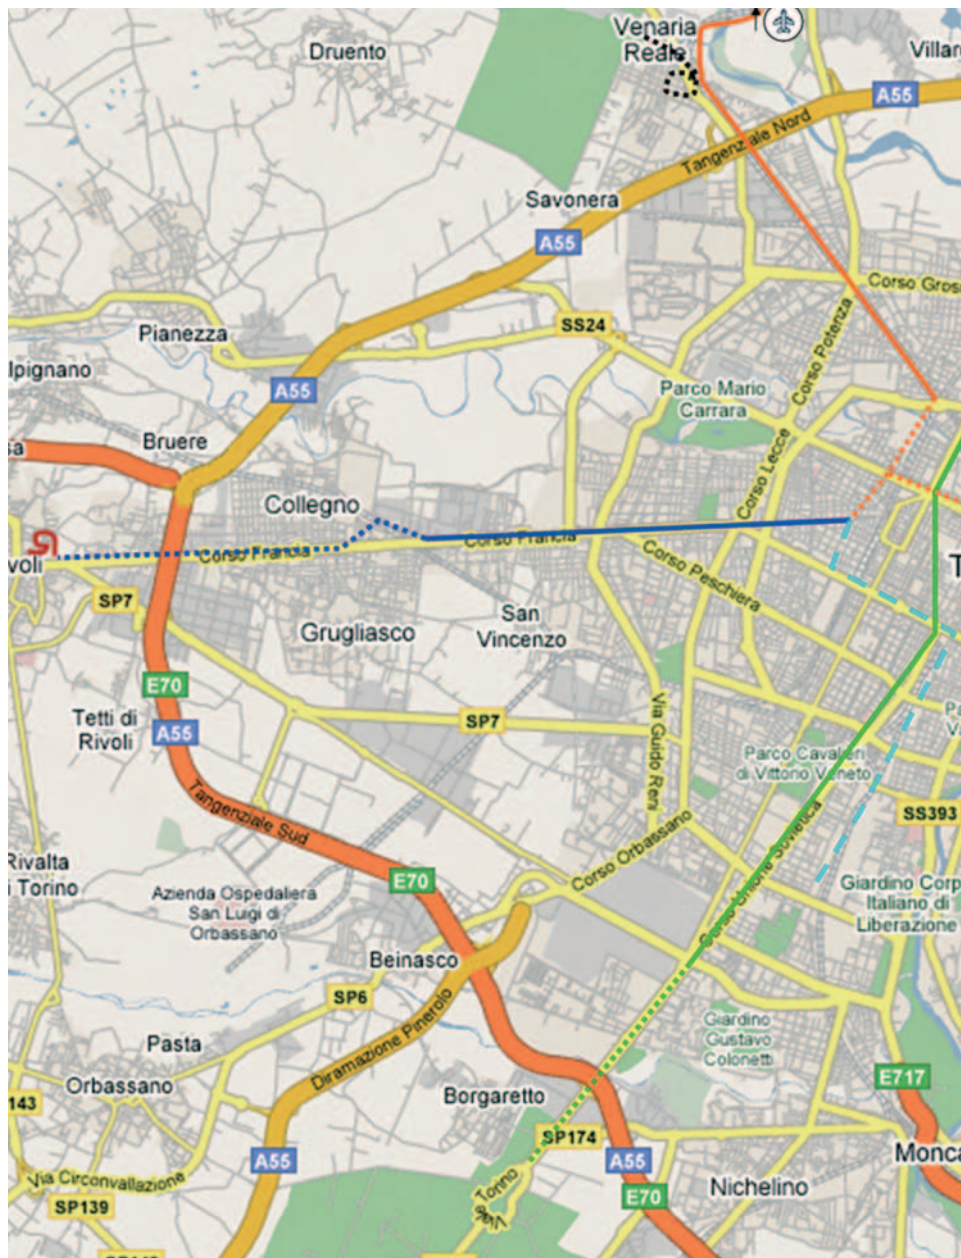 Venaria
Reale
Druento
Villar
A55
Tangenziale Nord
Savonera
A55
Corso Gros
SS24
Pianezza
Corso Potenza
lpignano
A55
Parco Mario
Carrara
Bruere
sa
Corso Lecce
Collegno
Corso Francia
Corso Francia
voli
Corso Peschiera
T
SP7
San
Vincenzo
Grugliasco
E70
Tetti di
Rivoli
A55
SP7
Via Guido Reni
Pa
Va
Parco Cavalieri
di Vittorio Veneto
Tangenziale Sud
SS393
Corso Orbassano
Corso Unione Sovietica
Rivalta
i Torino
E70
Azienda Ospedaliera
San Luigi di
Orbassano
Giardino Corp
Italiano di
Liberazione
Beinasco
SP6
Diramazione Pinerolo
Giardino
Gustavo
Colonetti
Pasta
Orbassano
E717
143
Borgaretto
SP174
Monca
A55
A55
Via Circonvallazione
Torino
Viale
Nichelino
E70
SP139